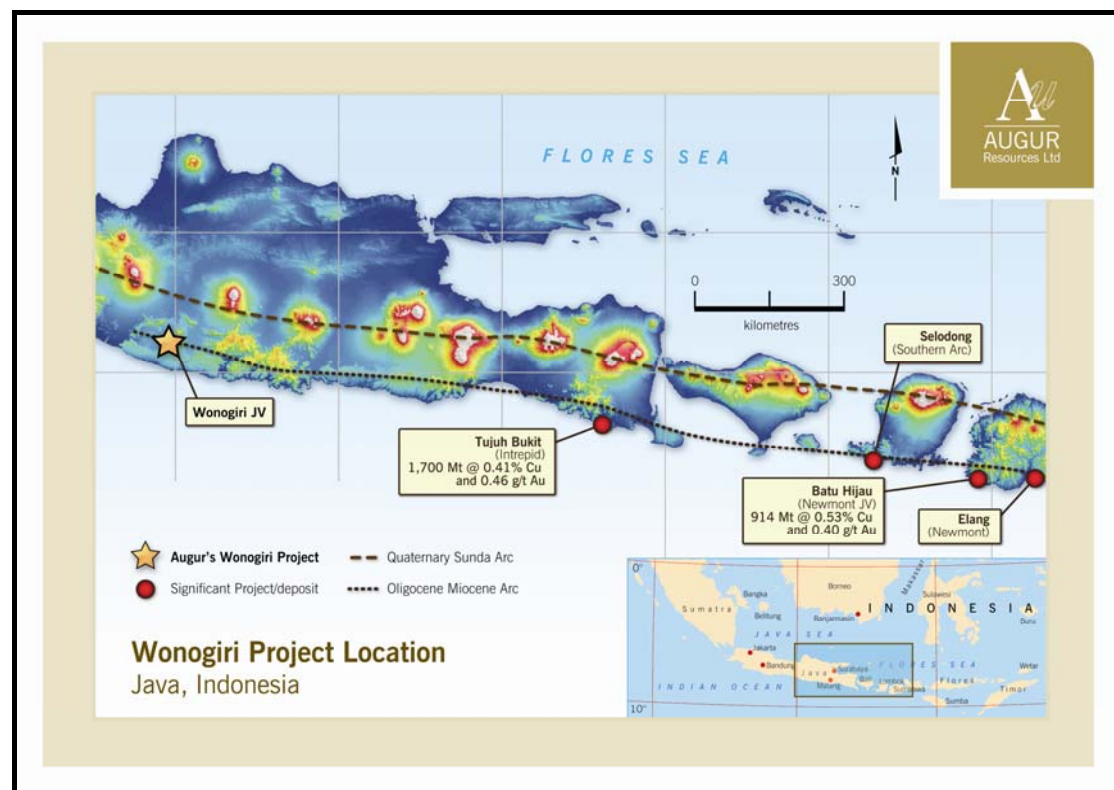 Au
AUGUR
Resources Ltd
FLORES SEA
N
0
300
kilometres
Selodong
(Southern Arc)
Wonogiri JV
Tujuh Bukit
(Intrepid)
1,700 Mt @ 0.41% Cu
and 0.46 g/t Au
Batu Hijau
(Newmont JV)
914 Mt @ 0.53% Cu
and 0.40 g/t Au
Elang
(Newmont)
Augur's Wonogiri Project
Quaternary Sunda Arc
Significant Project/deposit
Oligocene Miocene Arc
Wonogiri Project Location
Java, Indonesia
0°
Borneo
Makassar
Sumatra
Bangka
Sulawesi
Belitung
INDONESIA
Banjarmasin
Buru
JAVA SEA
Jakarta
Bandung
Java
Surabaya
FLORES SEA
Wetar
Malang
Bali
Lombok
Sumbawa
Flores
Timor
INDIAN OCEAN
Sumba
10°